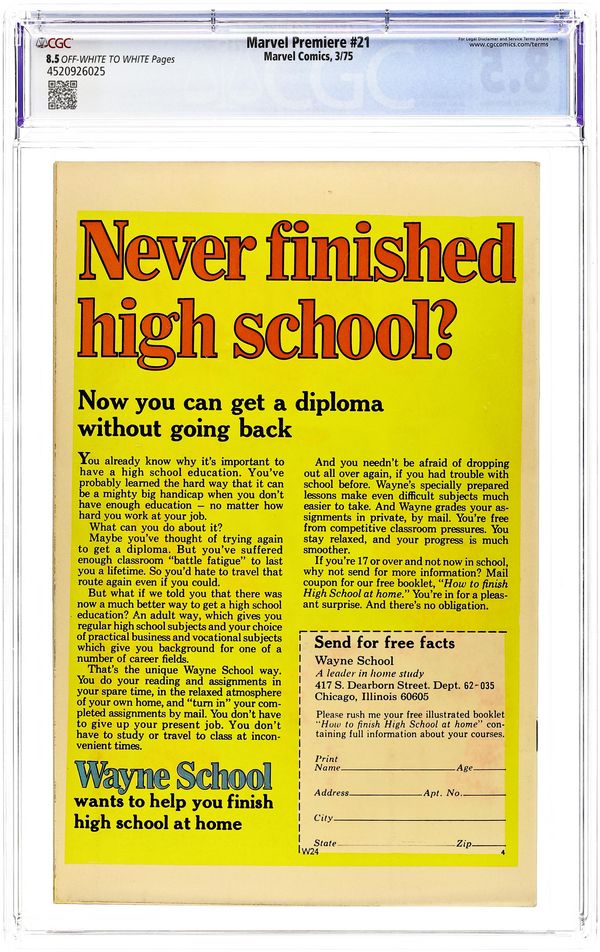 CGC
8.5 OFF-WHITE TO WHITE Pages
4520926025
Marvel Premiere #21
Marvel Comics, 3/75
For Legal Disclaimer and Service Terms please visit
www.cgccomics.com/terms
Never finished
high school?
Now you can get a diploma
without going back
You already know why it's important to
have a high school education. You've
probably learned the hard way that it can
be a mighty big handicap when you don't
have enough education – no matter how
hard you work at your job.
What can you do about it?
Maybe you've thought of trying again
to get a diploma. But you've suffered
enough classroom "battle fatigue" to last
you a lifetime. So you'd hate to travel that
route again even if you could.
But what if we told you that there was
now a much better way to get a high school
education? An adult way, which gives you
regular high school subjects and your choice
of practical business and vocational subjects
which give you background for one of a
number of career fields.
That's the unique Wayne School way.
You do your reading and assignments in
your spare time, in the relaxed atmosphere
of your own home, and "turn in" your com-
pleted assignments by mail. You don't have
to give up your present job. You don't
have to study or travel to class at incon-
venient times.
Wayne School
wants to help you finish
high school at home
And you needn't be afraid of dropping
out all over again, if you had trouble with
school before. Wayne's specially prepared
lessons make even difficult subjects much
easier to take. And Wayne grades your as-
signments in private, by mail. You're free
from competitive classroom pressures. You
stay relaxed, and your progress is much
smoother.
If you're 17 or over and not now in school,
why not send for more information? Mail
coupon for our free booklet, "How to finish
High School at home." You're in for a pleas-
ant surprise. And there's no obligation.
Send for free facts
Wayne School
A leader in home study
417 S. Dearborn Street. Dept. 62-035
Chicago, Illinois 60605
Please rush me your free illustrated booklet
"How to finish High School at home" con-
taining full information about your courses.
Print
Name Age
Address Apt. No.
City
State Zip
W24 4